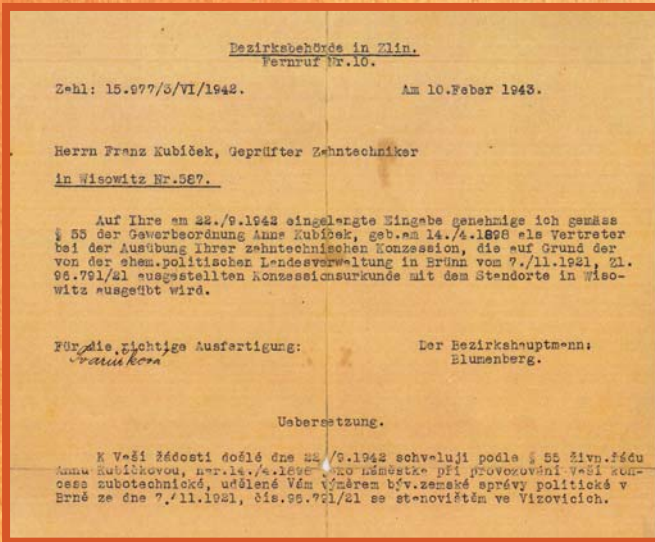 Bezirksbehörde in Zlin.
Fernruf Nr.10.
Zahl: 15.977/3/VI/1942.
Am 10.Feber 1943.
Herrn Franz Kubíček, Geprüfter Zahntechniker
in Wisowitz Nr.587.
Auf Ihre am 22./9.1942 eingelangte Eingabe genehmige ich gemäss
§ 55 der Gewerbeordnung Anna Kubíček, geb.am 14./4.1898 als Vertreter
bei der Ausübung Ihrer zahntechnischen Konzession, die auf Grund der
von der ehem.politischen Landesverwaltung in Brünn vom 7./11.1921, Zl.
96.791/21 ausgestellten Konzessionsurkunde mit dem Standorte in Wiso-
witz ausgeübt wird.
Für die richtige Ausfertigung:
Der Bezirkshauptmann:
Blumenberg.
Uebersetzung.
K Vaší žádosti došlé dne 22./9.1942 schvaluji podle § 55 živn.řádu
Annu Kubíčkovou, nar.14./4.1898 jako náměstka při provozování Vaší kon-
cese zubotechnické, udělené Vám výměrem býv.zemské správy politické v
Brně ze dne 7./11.1921, čís.96.791/21 se stanovištěm ve Vizovicích.